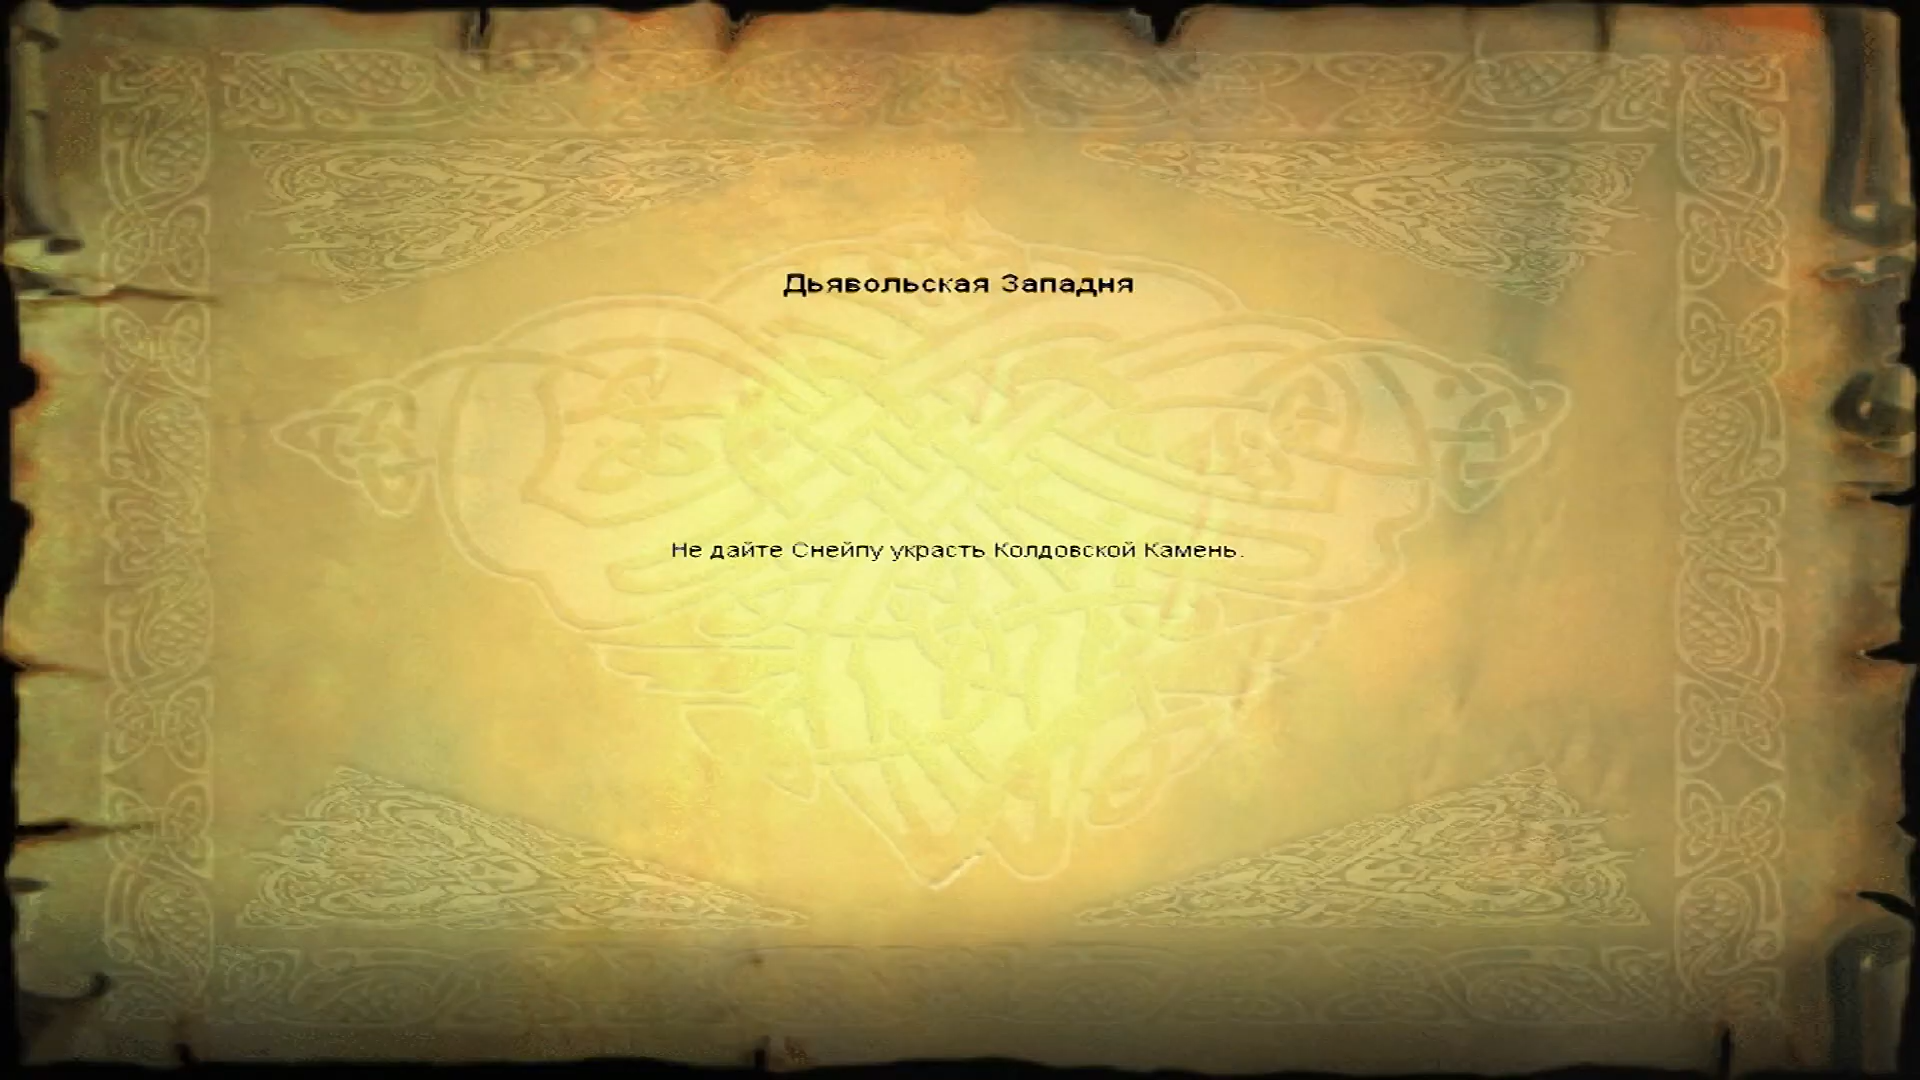 Дьявольская Западня
Не дайте Снейпу украсть Колдовской Камень.